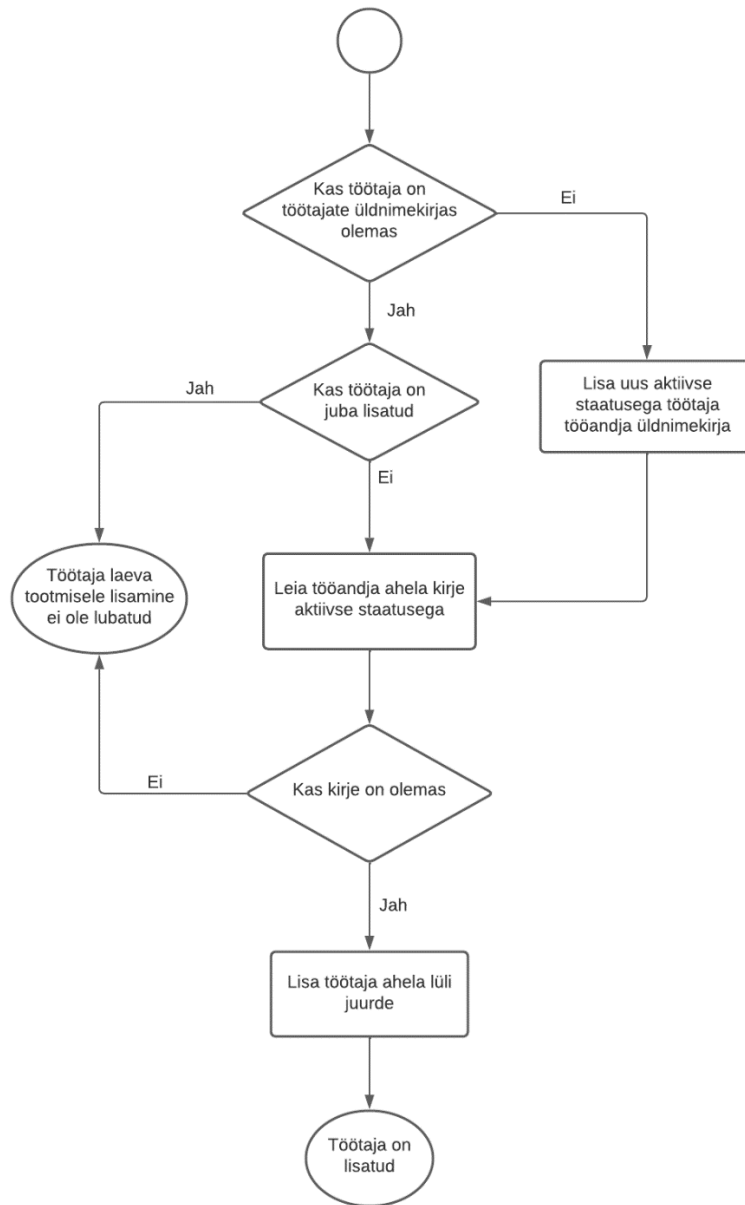 Kas töötaja on
töötajate üldnimekirjas
olemas
Ei
Jah
Lisa uus aktiivse
staatusega töötaja
tööandja üldnimekirja
Jah
Kas töötaja on
juba lisatud
Ei
Töötaja laeva
tootmisele lisamine
ei ole lubatud
Leia tööandja ahela kirje
aktiivse staatusega
Ei
Kas kirje on olemas
Jah
Lisa töötaja ahela lüli
juurde
Töötaja on
lisatud